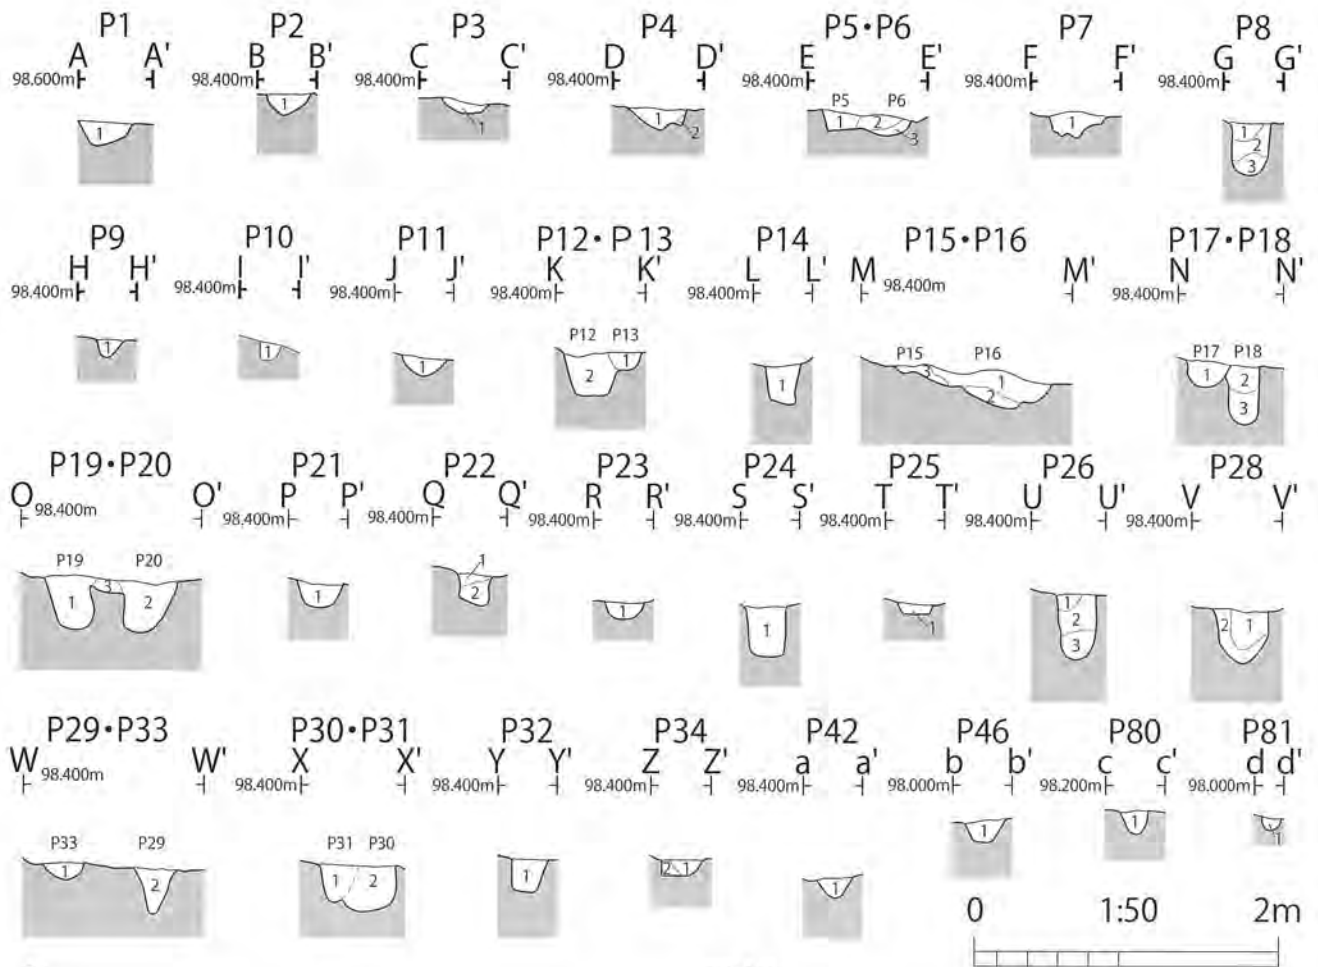 P1 P2 P3 P4 P5・P6 P7 P8
A A' B B' C C' D D' E E' F F' G G'
98.600m 98.400m 98.400m 98.400m 98.400m 98.400m 98.400m
P5 P6
1 1 1 1 2 1 2 3 1 1 2 3
P9 P10 P11 P12・P13 P14 P15・P16 P17・P18
H H' I I' J J' K K' L L' M M' N N'
98.400m 98.400m 98.400m 98.400m 98.400m 98.400m 98.400m
P12 P13 P15 P16 P17 P18
1 1 1 2 1 1 3 1 2 1 2 3
P19・P20 P21 P22 P23 P24 P25 P26 P28
O O' P P' Q Q' R R' S S' T T' U U' V V'
98.400m 98.400m 98.400m 98.400m 98.400m 98.400m 98.400m 98.400m
P19 P20
1 3 2 1 1 2 1 1 1 1 2 3 2 1
P29・P33 P30・P31 P32 P34 P42 P46 P80 P81
W W' X X' Y Y' Z Z' a a' b b' c c' d d'
98.400m 98.400m 98.400m 98.400m 98.400m 98.000m 98.200m 98.000m
P33 P29 P31 P30
1 2 1 2 1 2 1 1 1 1 1
0 1:50 2m